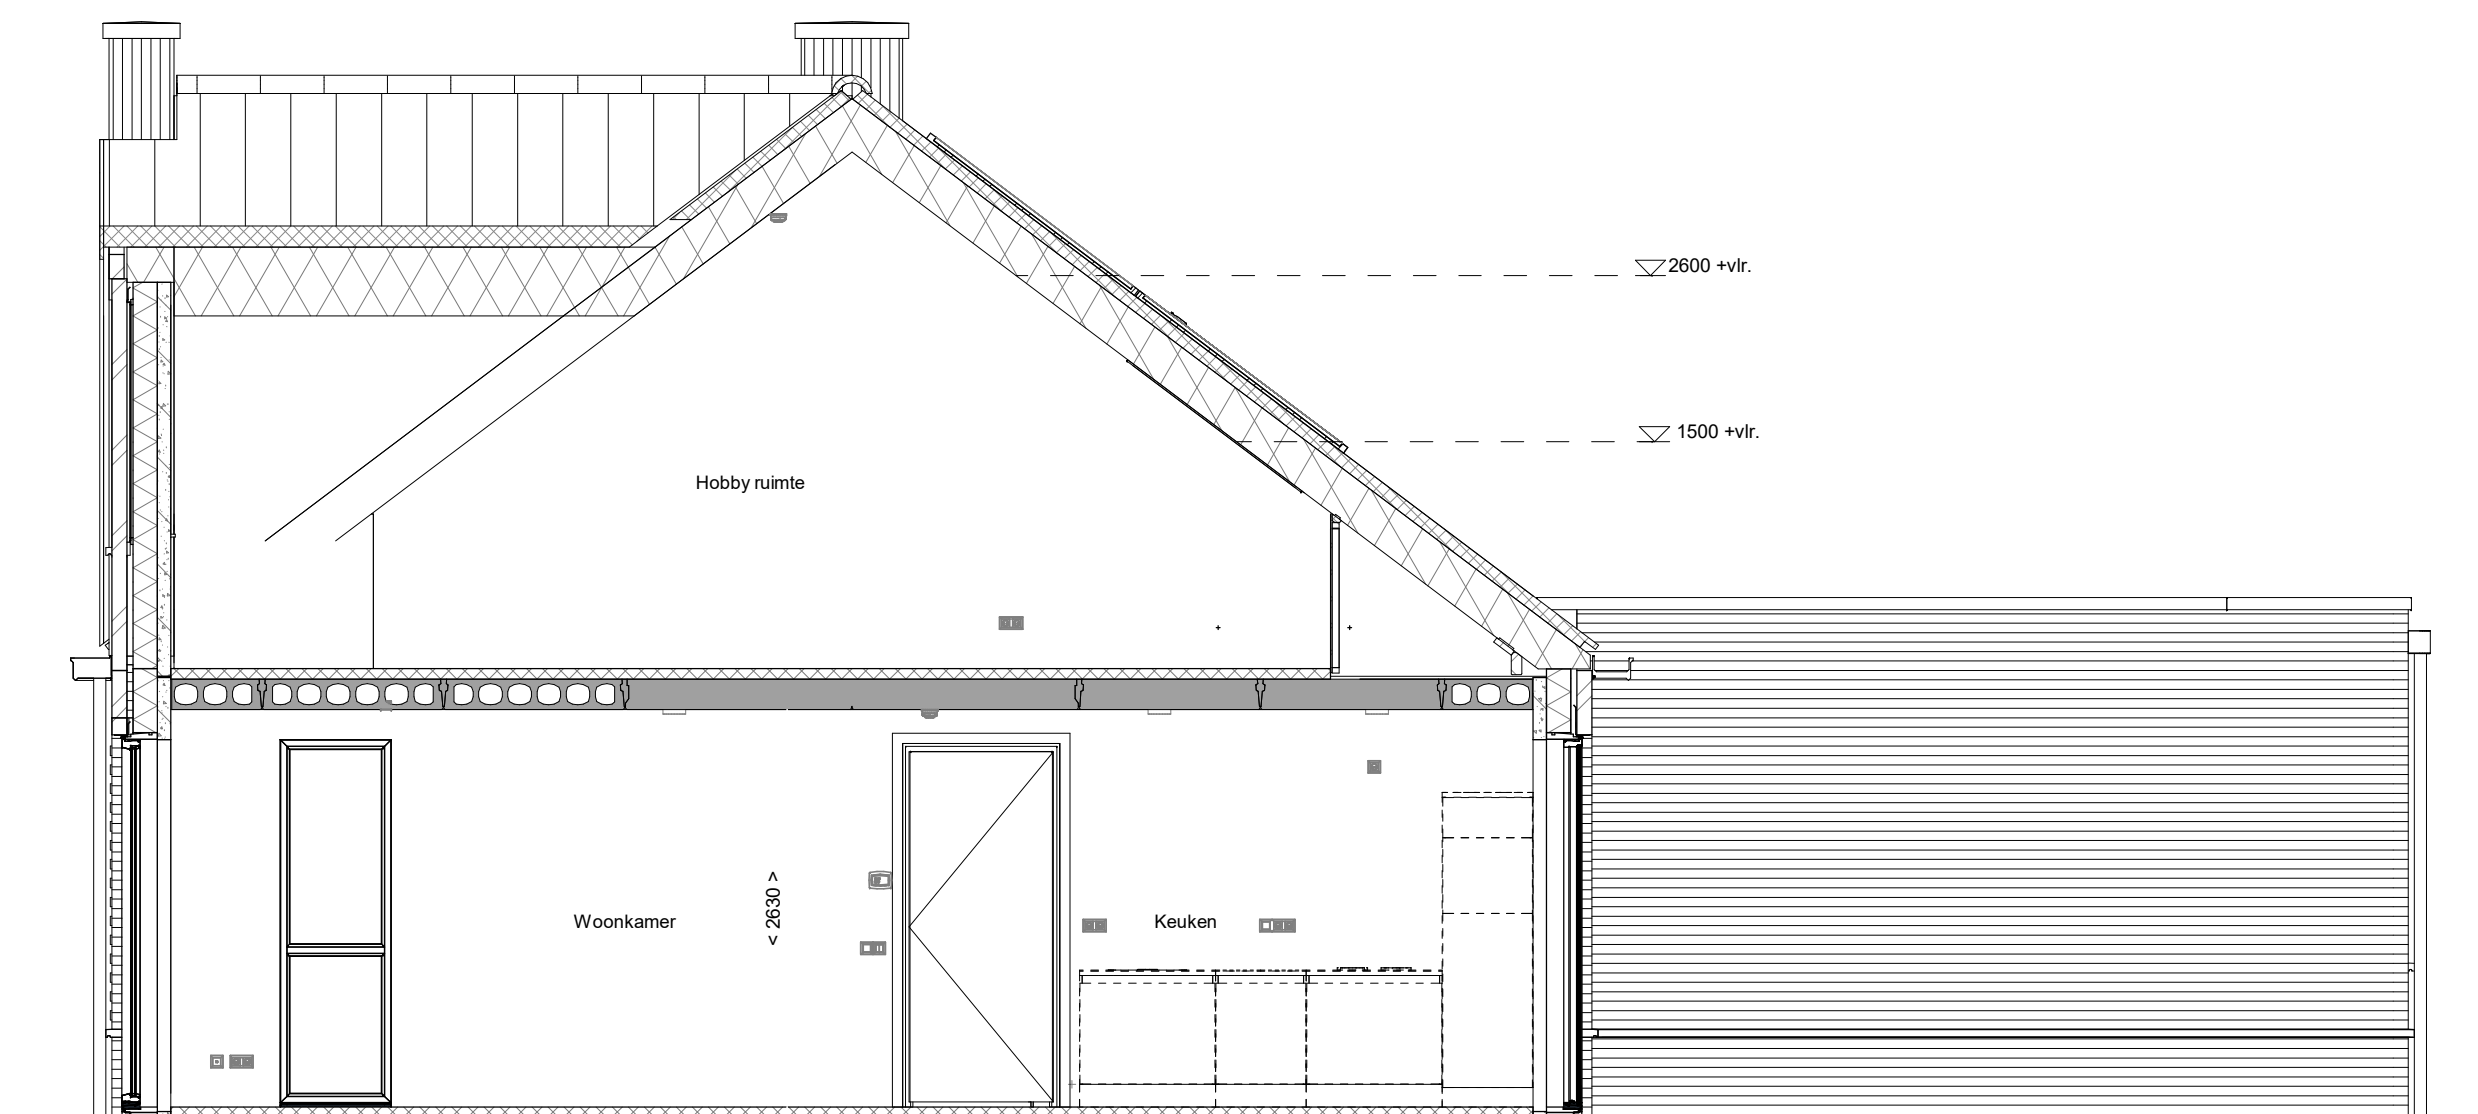 2600 +vlr.
1500 +vlr.
Hobby ruimte
Woonkamer
< 2630 >
Keuken